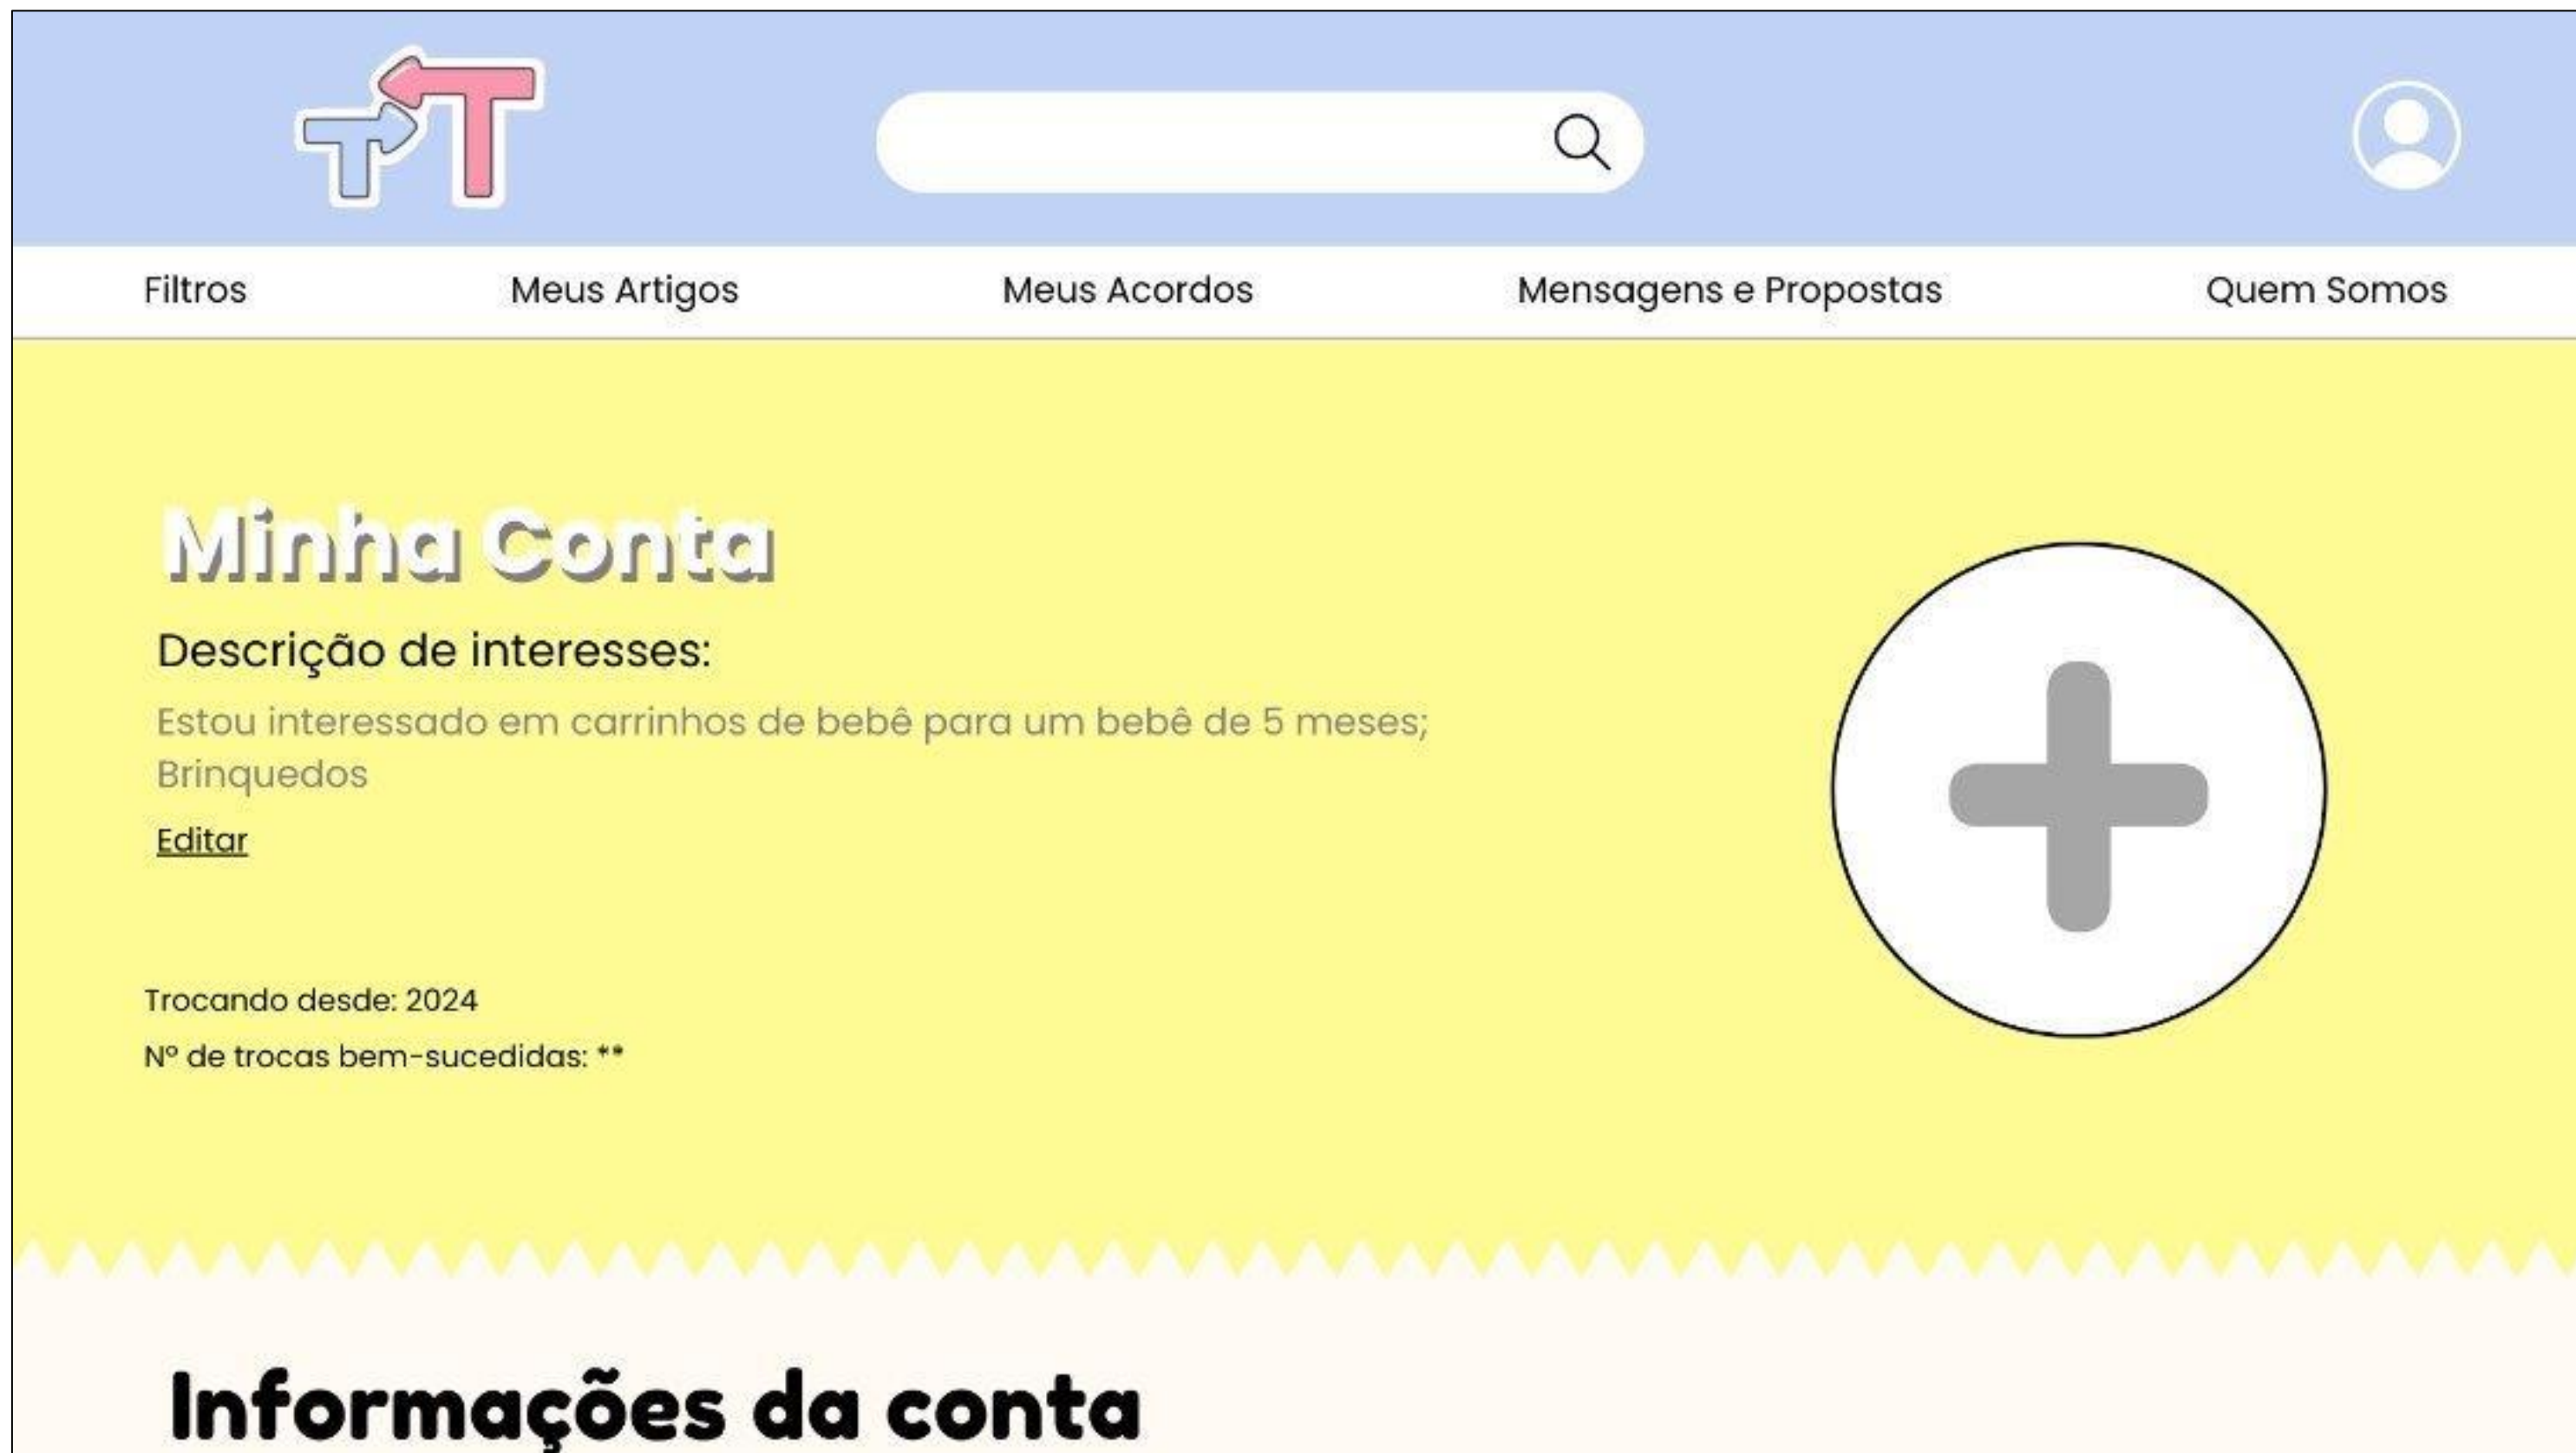 TT
Filtros Meus Artigos Meus Acordos Mensagens e Propostas Quem Somos
Minha Conta
Descrição de interesses:
Estou interessado em carrinhos de bebê para um bebê de 5 meses;
Brinquedos
Editar
Trocando desde: 2024
Nº de trocas bem-sucedidas: **
Informações da conta